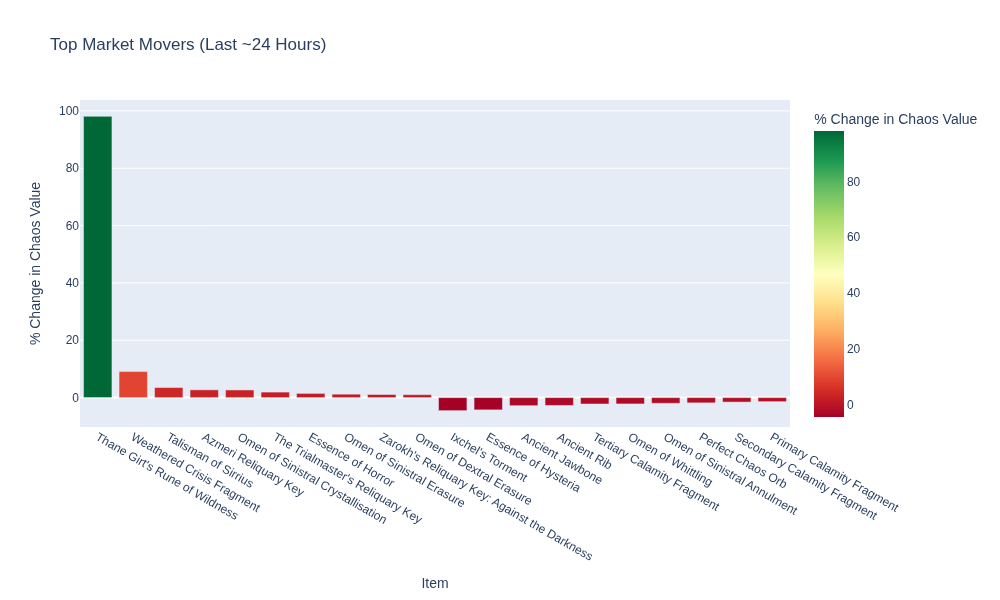 Top Market Movers (Last ~24 Hours)
% Change in Chaos Value
100
80
60
40
20
0
% Change in Chaos Value
80
60
40
20
0
Thane Girt's Rune of Wildness
Weathered Crisis Fragment
Talisman of Sirrius
Azmeri Reliquary Key
Omen of Sinistral Crystallisation
The Trialmaster's Reliquary Key
Essence of Horror
Omen of Sinistral Erasure
Zarokh's Reliquary Key: Against the Darkness
Omen of Dextral Erasure
Ixchel's Torment
Essence of Hysteria
Ancient Jawbone
Ancient Rib
Tertiary Calamity Fragment
Omen of Whittling
Omen of Sinistral Annulment
Perfect Chaos Orb
Secondary Calamity Fragment
Primary Calamity Fragment
Item